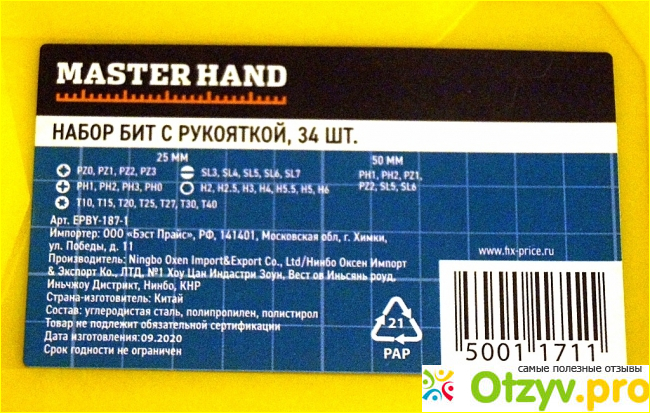 MASTER HAND
НАБОР БИТ С РУКОЯТКОЙ, 34 ШТ.
25 ММ
50 ММ
PZ0, PZ1, PZ2, PZ3
SL3, SL4, SL5, SL6, SL7
PH1, PH2, PZ1,
PH1, PH2, PH3, PH0
H2, H2.5, H3, H4, H5.5, H5, H6
PZ2, SL5, SL6
T10, T15, T20, T25, T27, T30, T40
Арт. EPBY-187-1
Импортер: ООО «Бэст Прайс», РФ, 141401, Московская обл, г. Химки,
ул. Победы, д. 11
www.fix-price.ru
Производитель: Ningbo Oxen Import&Export Co., Ltd/Нинбо Оксен Импорт
& Экспорт Ко., ЛТД, №1 Хоу Цан Индастри Зоун, Вест ов Иньсянь роуд,
Иньчжоу Дистрикт, Нинбо, КНР
Страна-изготовитель: Китай
Состав: углеродистая сталь, полипропилен, полистирол
Товар не подлежит обязательной сертификации
Дата изготовления:09.2020
Срок годности не ограничен
21
PAP
5001 1711
самые полезные отзывы
Otzyv.pro